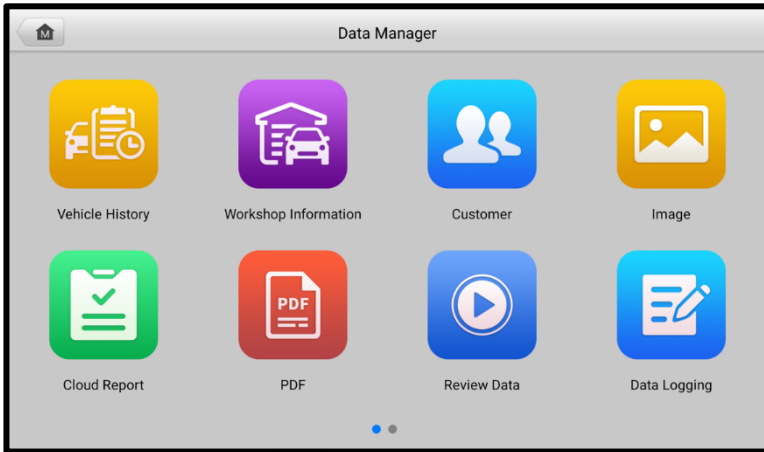 M
Data Manager
Vehicle History
Workshop Information
Customer
Image
PDF
Cloud Report
PDF
Review Data
Data Logging